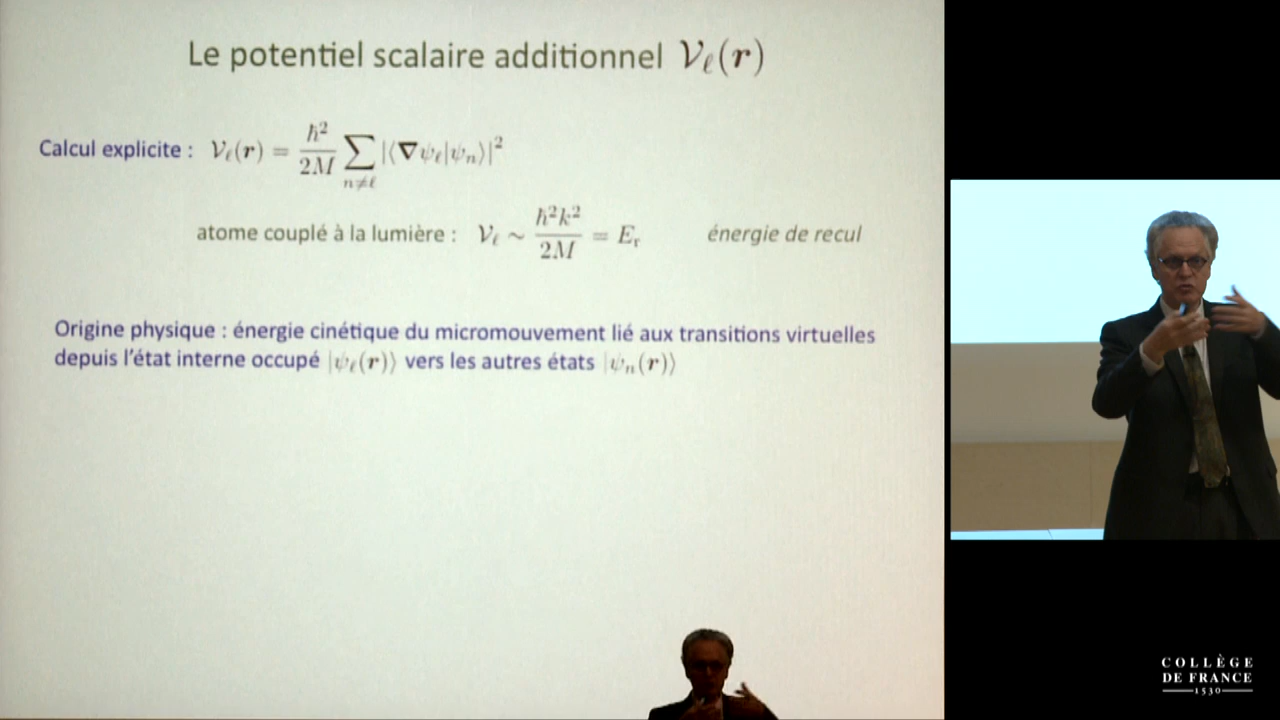 Le potentiel scalaire additionnel 𝒱ℓ(r)
Calcul explicite : 𝒱ℓ(r) = ħ²/2M ∑n≠ℓ |⟨∇ψℓ|ψn⟩|²
atome couplé à la lumière : 𝒱ℓ ∼ ħ²k²/2M = Er énergie de recul
Origine physique : énergie cinétique du micromouvement lié aux transitions virtuelles
depuis l'état interne occupé |ψℓ(r)⟩ vers les autres états |ψn(r)⟩
COLLÈGE
DE FRANCE
1530